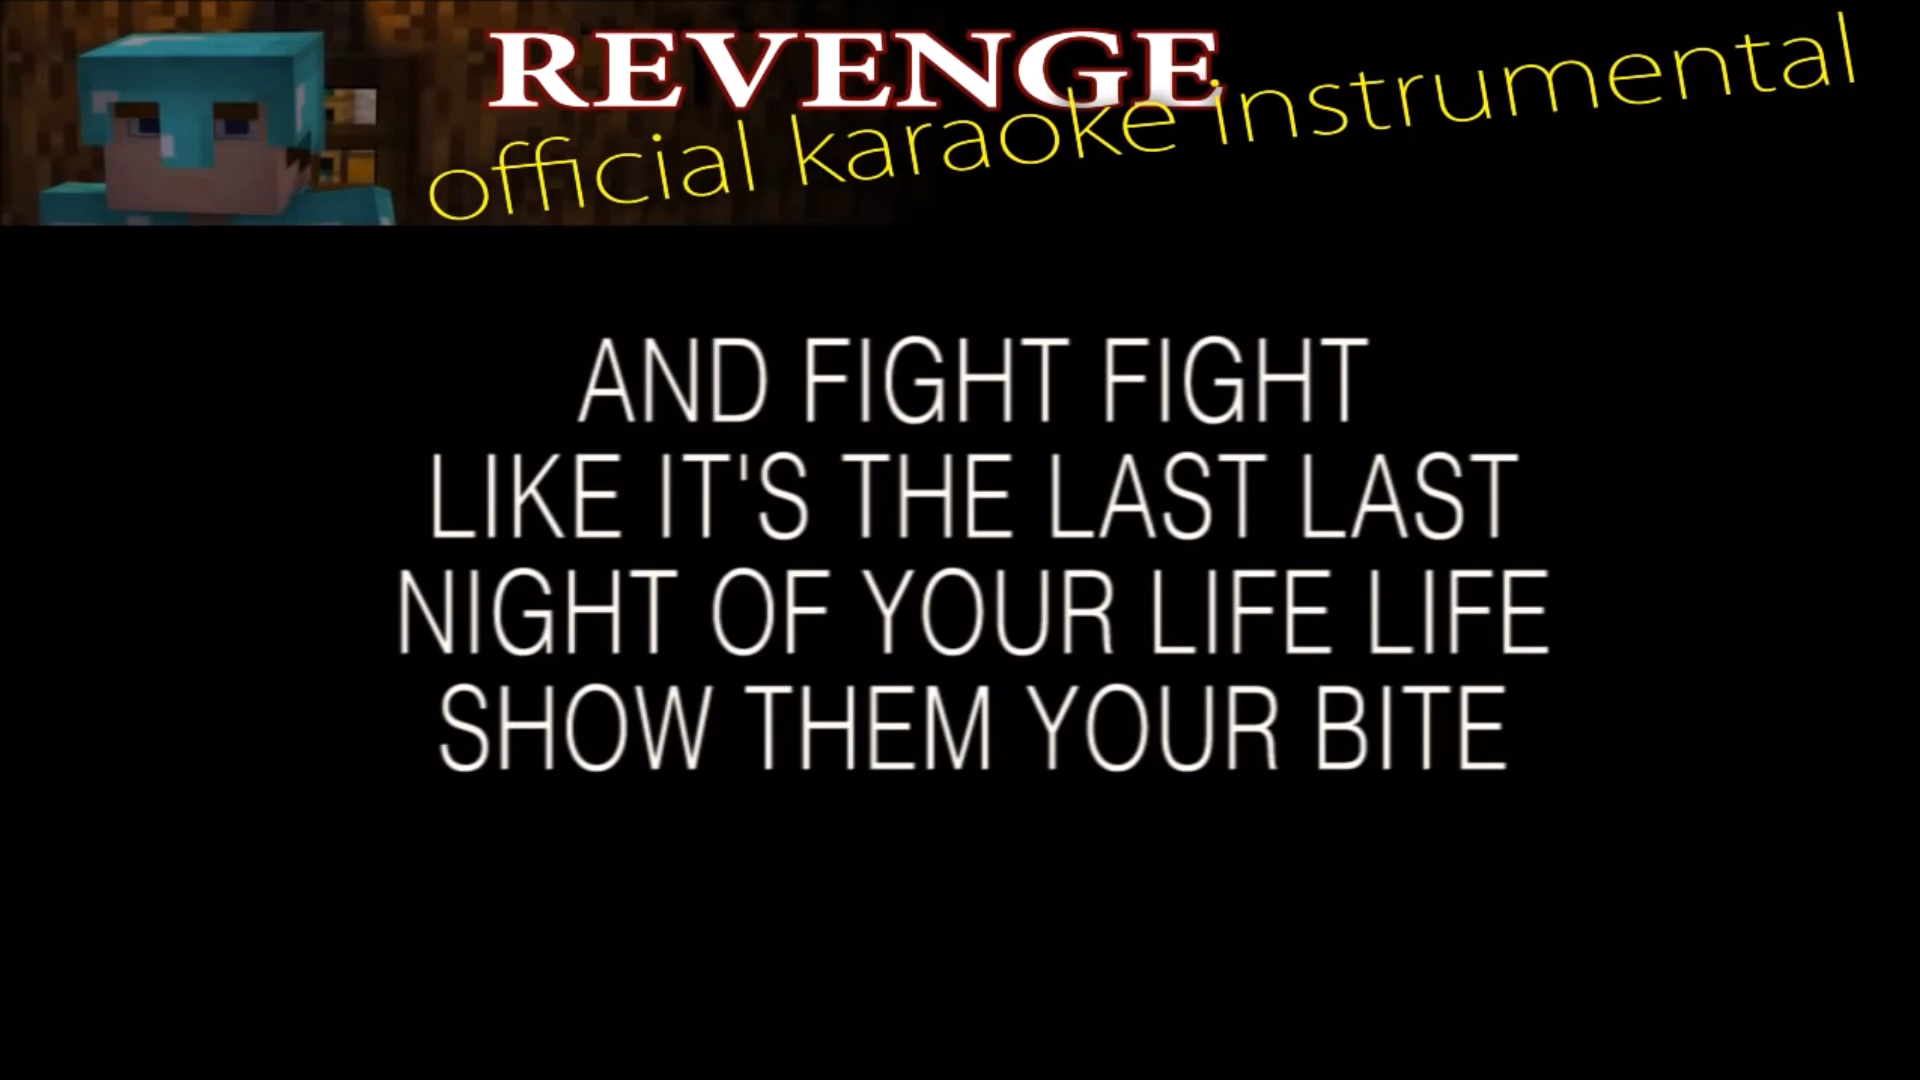 REVENGE
official karaoke instrumental
AND FIGHT FIGHT
LIKE IT'S THE LAST LAST
NIGHT OF YOUR LIFE LIFE
SHOW THEM YOUR BITE